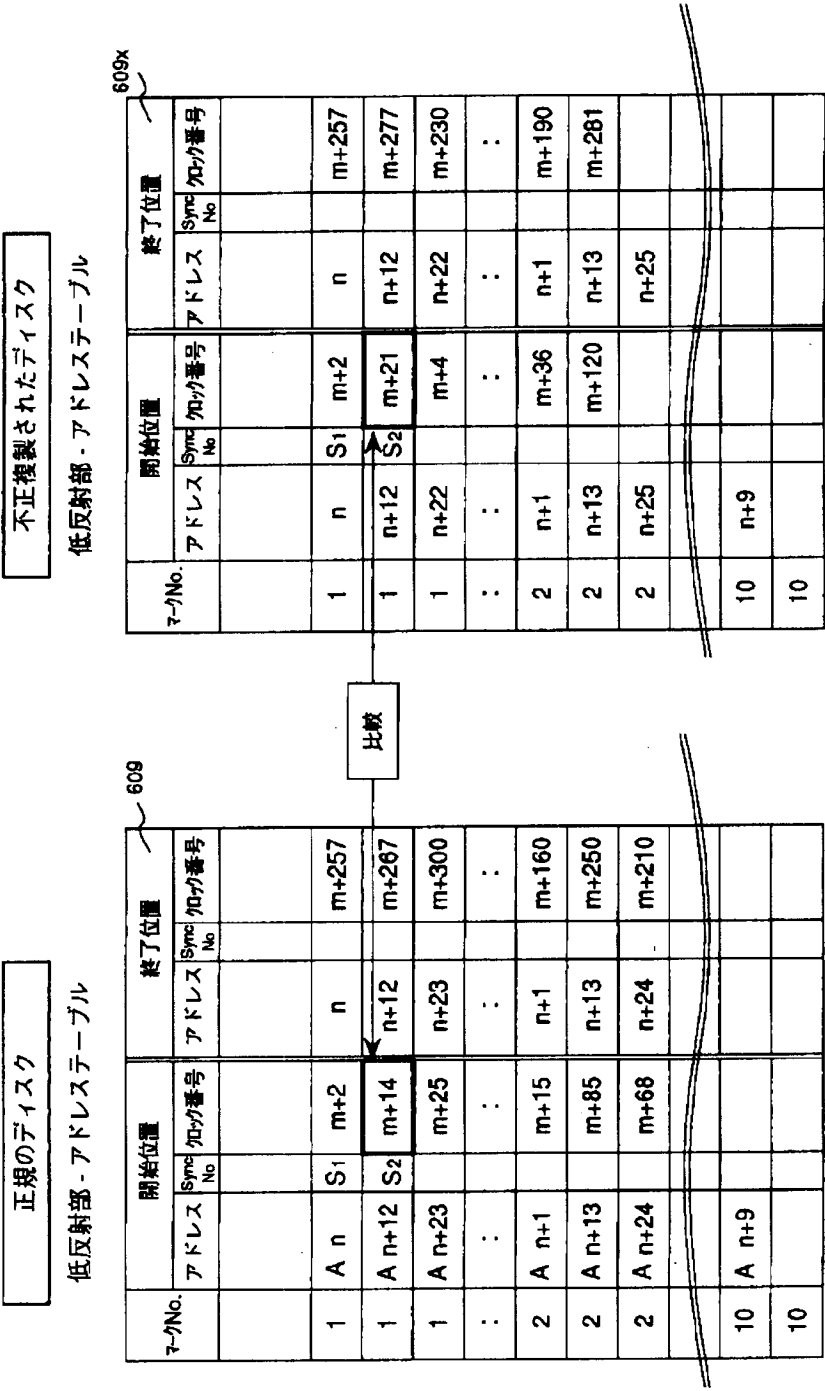 正規のディスク
低反射部-アドレステーブル
609
マークNo. 開始位置 終了位置
アドレス Sync No クロック番号 アドレス Sync No クロック番号
1 A n S1 m+2 n m+257
1 A n+12 S2 m+14 n+12 m+267
1 A n+23 m+25 n+23 m+300
: : : : :
2 A n+1 m+15 n+1 m+160
2 A n+13 m+85 n+13 m+250
2 A n+24 m+68 n+24 m+210
10 A n+9
10
比較
不正複製されたディスク
低反射部-アドレステーブル
609x
マークNo. 開始位置 終了位置
アドレス Sync No クロック番号 アドレス Sync No クロック番号
1 n S1 m+2 n m+257
1 n+12 S2 m+21 n+12 m+277
1 n+22 m+4 n+22 m+230
: : : : :
2 n+1 m+36 n+1 m+190
2 n+13 m+120 n+13 m+281
2 n+25 n+25
10 n+9
10